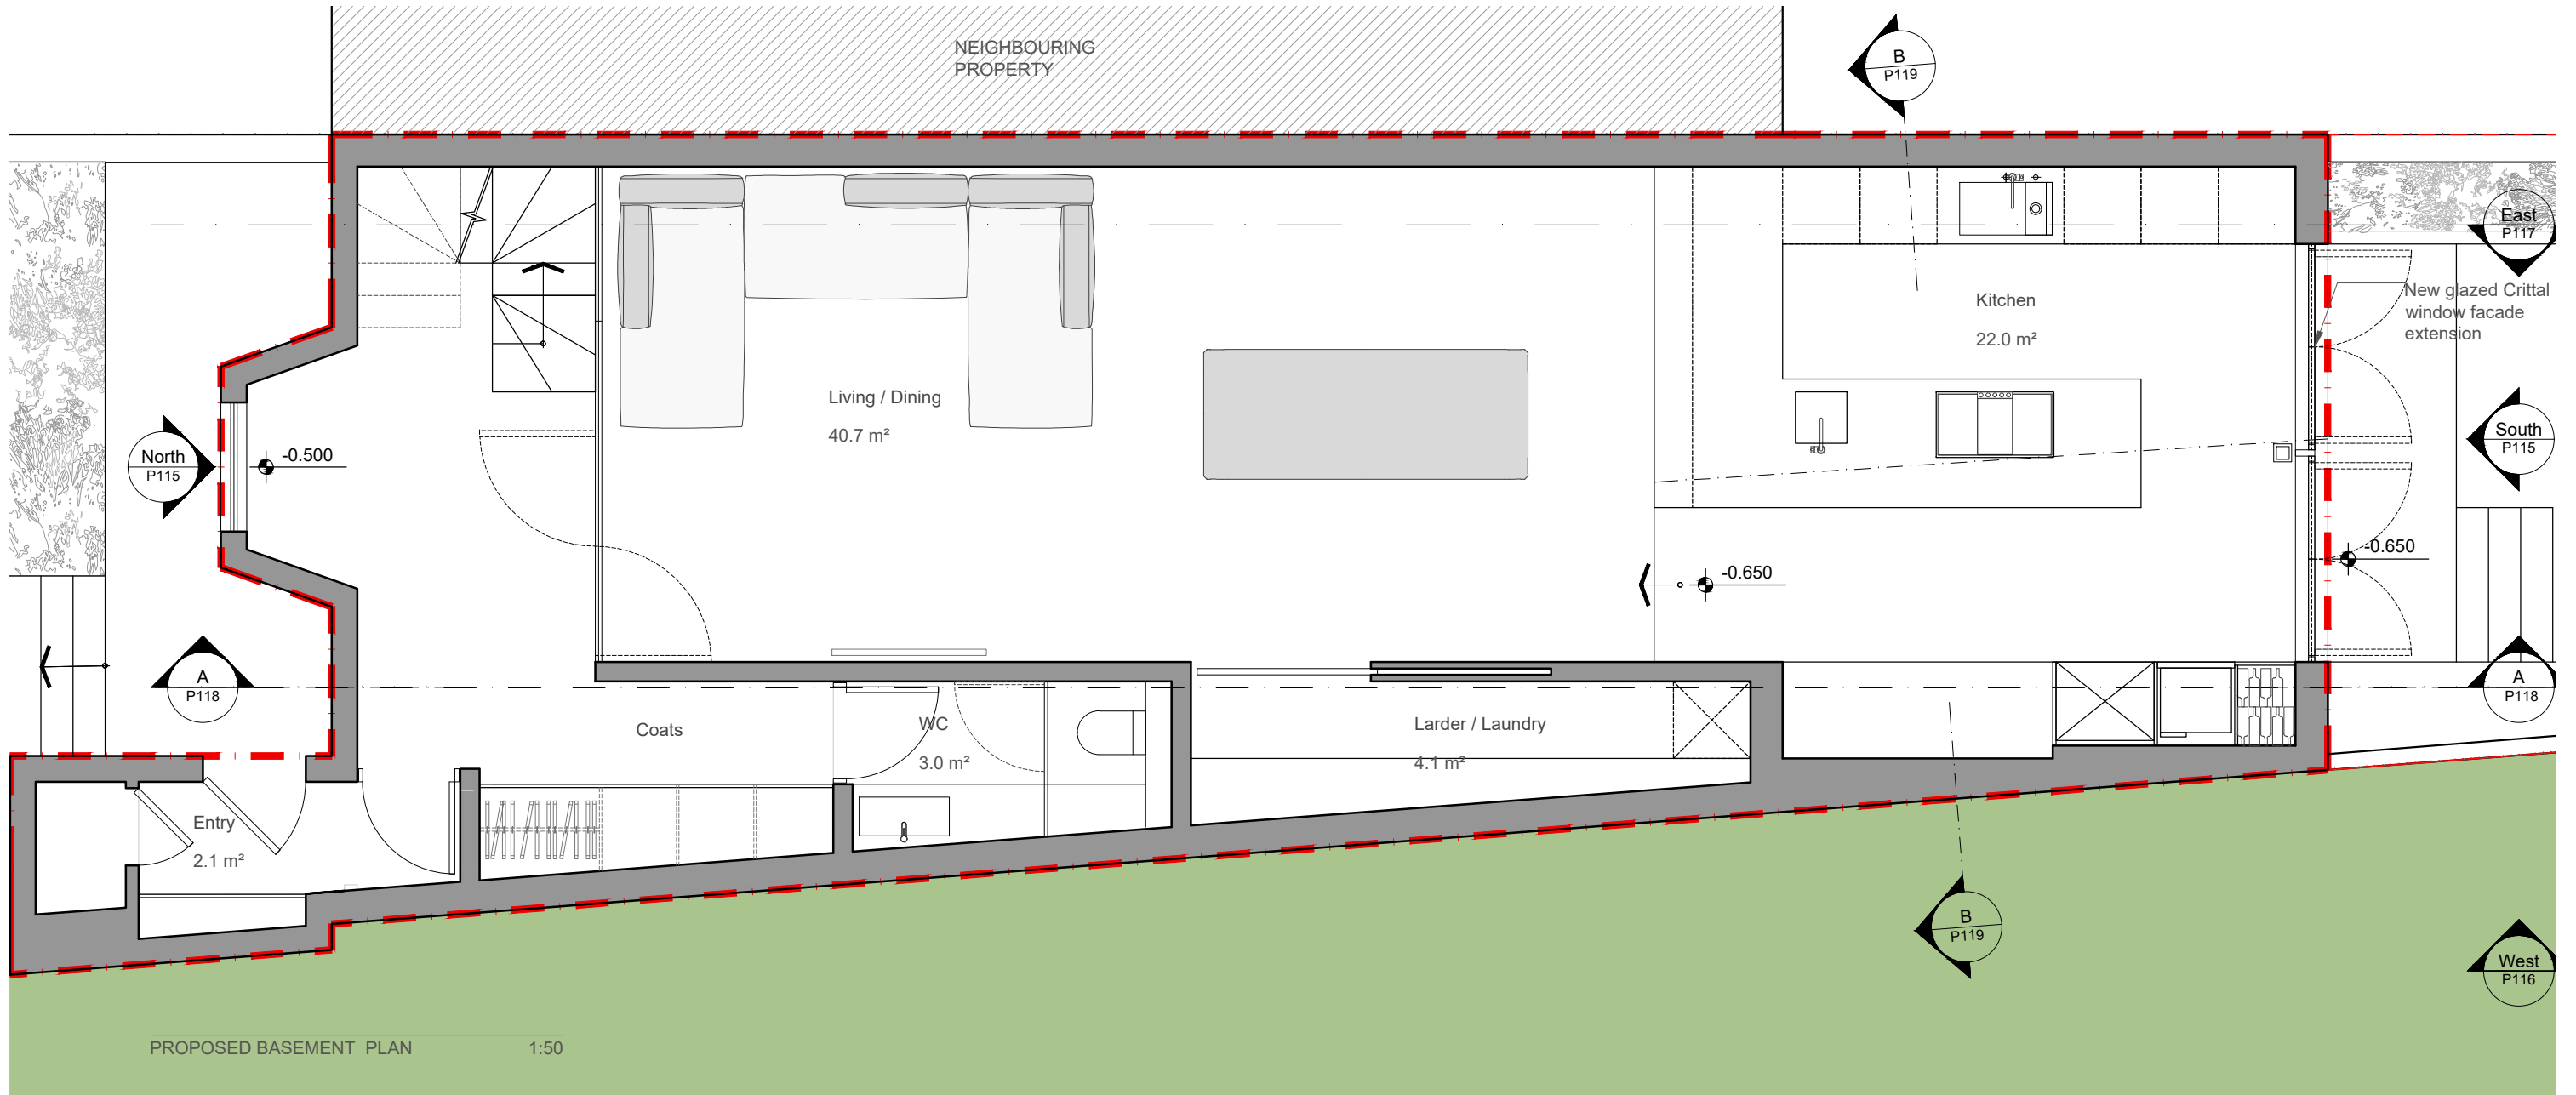 NEIGHBOURING
PROPERTY
B
P119
East
P117
New glazed Crittal
window facade
extension
Kitchen
22.0 m²
Living / Dining
40.7 m²
North
P115
-0.500
South
P115
-0.650
-0.650
A
P118
A
P118
Coats
WC
3.0 m²
Larder / Laundry
4.1 m²
Entry
2.1 m²
B
P119
West
P116
PROPOSED BASEMENT PLAN 1:50